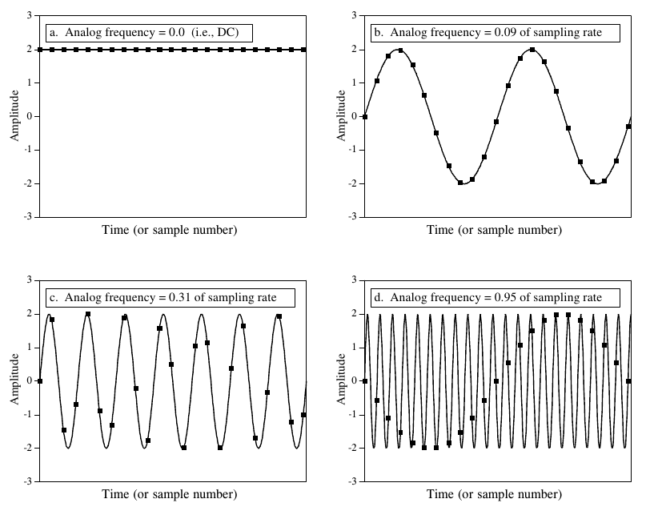 a. Analog frequency = 0.0 (i.e., DC)
3
2
1
0
-1
-2
-3
Amplitude
Time (or sample number)
b. Analog frequency = 0.09 of sampling rate
3
2
1
0
-1
-2
-3
Amplitude
Time (or sample number)
c. Analog frequency = 0.31 of sampling rate
3
2
1
0
-1
-2
-3
Amplitude
Time (or sample number)
d. Analog frequency = 0.95 of sampling rate
3
2
1
0
-1
-2
-3
Amplitude
Time (or sample number)